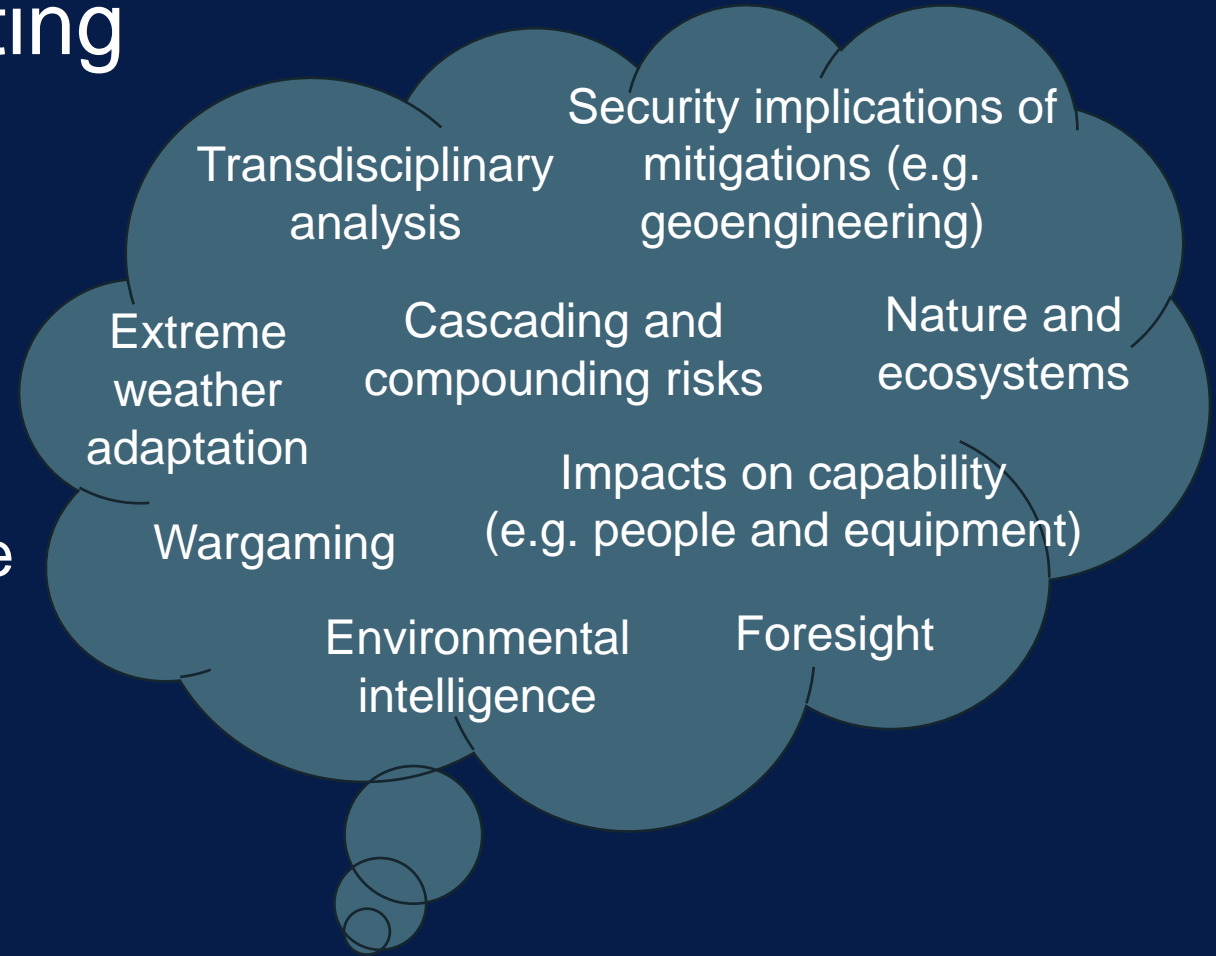 ting
Security implications of
mitigations (e.g.
geoengineering)
Transdisciplinary
analysis
Extreme
weather
adaptation
Cascading and
compounding risks
Nature and
ecosystems
Impacts on capability
(e.g. people and equipment)
Wargaming
e
Environmental
intelligence
Foresight